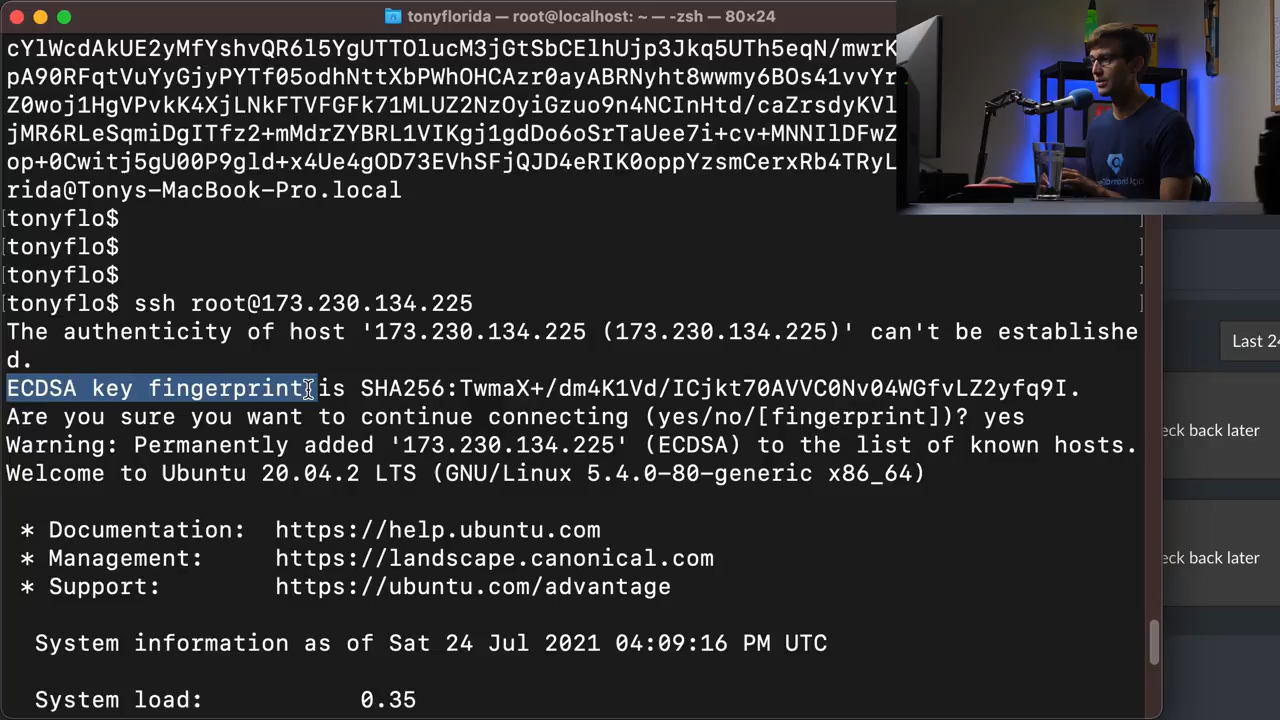 tonyflorida — root@localhost: ~ — -zsh — 80×24
cYlWcdAkUE2yMfYshvQR6l5YgUTTOlucM3jGtSbCElhUjp3Jkq5UTh5eqN/mwrK
pA90RFqtVuYyGjyPYTf05odhNttXbPWhOHCAzr0ayABRNyht8wwmy6BOs41vvYr
Z0woj1HgVPvkK4XjLNkFTVFGFk71MLUZ2NzOyiGzuo9n4NCInHtd/caZrsdyKVl
jMR6RLeSqmiDgITfz2+mMdrZYBRL1VIKgj1gdDo6oSrTaUee7i+cv+MNNIlDFwZ
op+0Cwitj5gU00P9gld+x4Ue4gOD73EVhSFjQJD4eRIK0oppYzsmCerxRb4TRyL
rida@Tonys-MacBook-Pro.local
[tonyflo$ ]
[tonyflo$ ]
[tonyflo$ ]
[tonyflo$ ssh root@173.230.134.225 ]
The authenticity of host '173.230.134.225 (173.230.134.225)' can't be establishe
d.
ECDSA key fingerprint is SHA256:TwmaX+/dm4K1Vd/ICjkt70AVVC0Nv04WGfvLZ2yfq9I.
Are you sure you want to continue connecting (yes/no/[fingerprint])? yes
Warning: Permanently added '173.230.134.225' (ECDSA) to the list of known hosts.
Welcome to Ubuntu 20.04.2 LTS (GNU/Linux 5.4.0-80-generic x86_64)
* Documentation: https://help.ubuntu.com
* Management: https://landscape.canonical.com
* Support: https://ubuntu.com/advantage
System information as of Sat 24 Jul 2021 04:09:16 PM UTC
System load: 0.35
Last 24
eck back later
eck back later